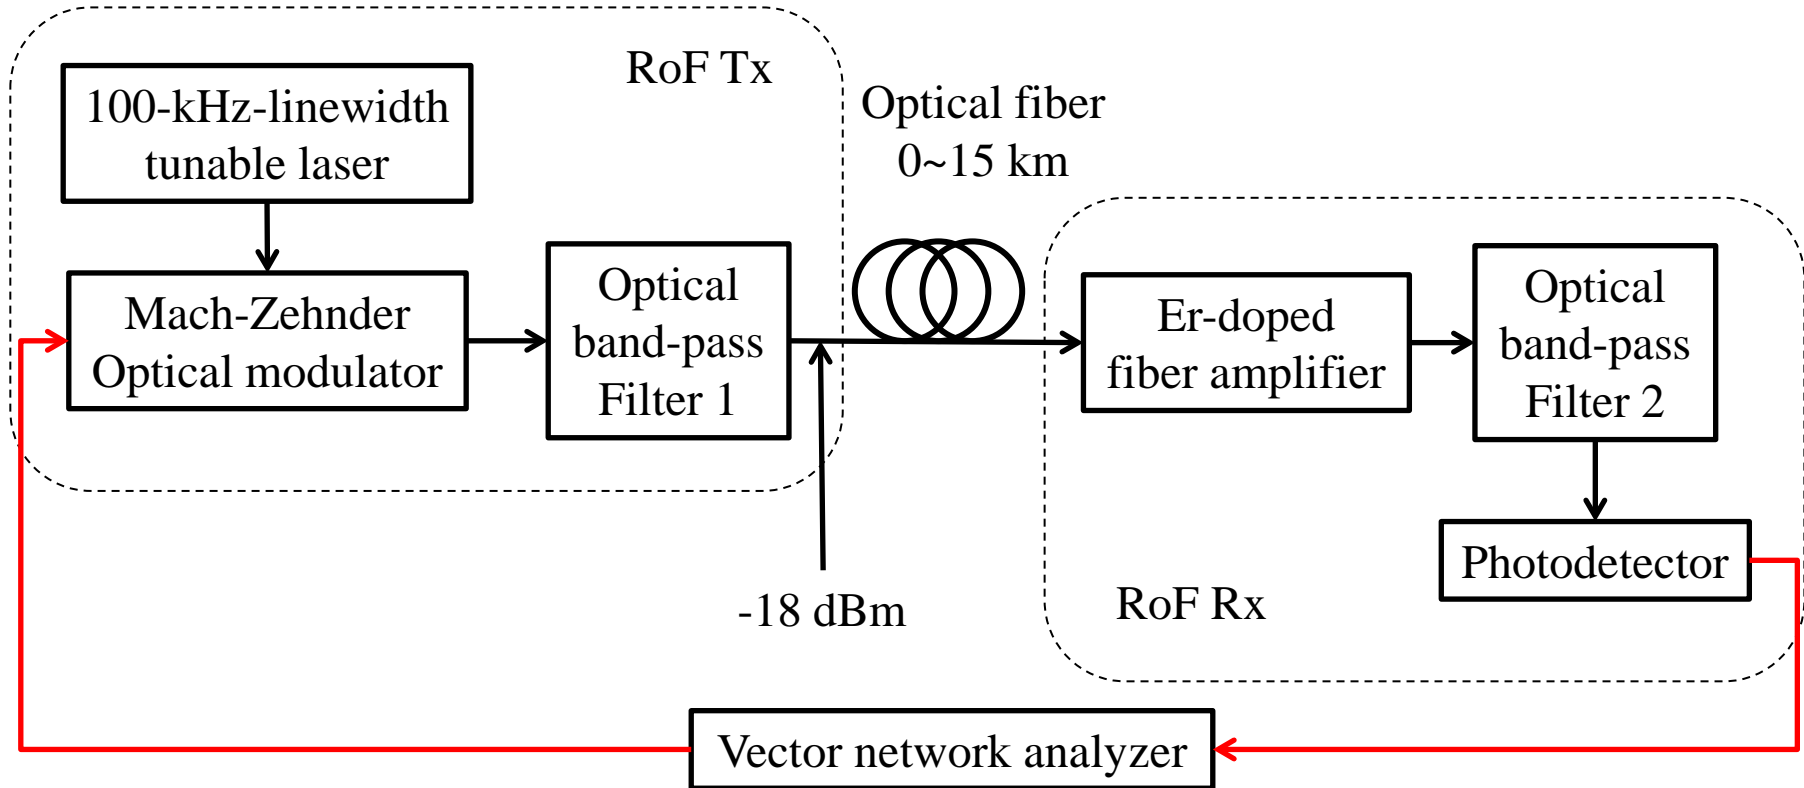 RoF Tx
100-kHz-linewidth
tunable laser
Optical fiber
0~15 km
Mach-Zehnder
Optical modulator
Optical
band-pass
Filter 1
Er-doped
fiber amplifier
Optical
band-pass
Filter 2
Photodetector
-18 dBm
RoF Rx
Vector network analyzer